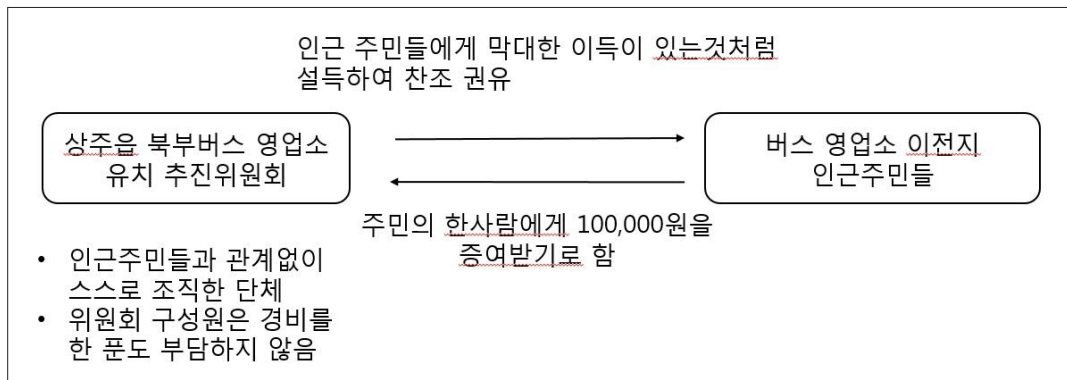 인근 주민들에게 막대한 이득이 있는것처럼
설득하여 찬조 권유
상주읍 북부버스 영업소
유치 추진위원회
버스 영업소 이전지
인근주민들
주민의 한사람에게 100,000원을
증여받기로 함
• 인근주민들과 관계없이
스스로 조직한 단체
• 위원회 구성원은 경비를
한 푼도 부담하지 않음